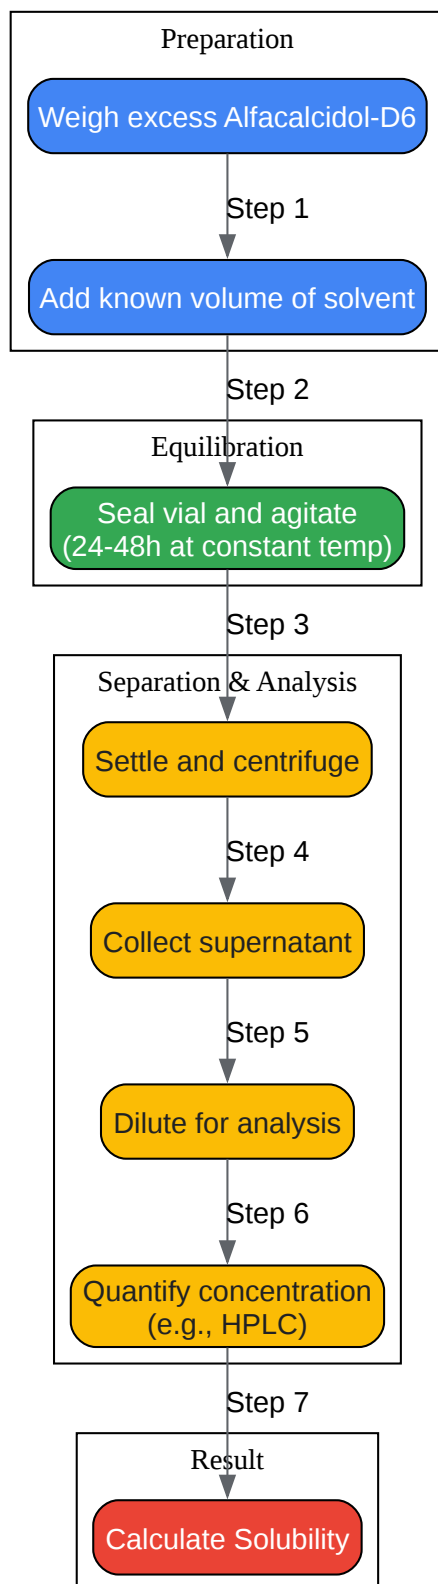 Preparation
Weigh excess Alfacalcidol-D6
Step 1
Add known volume of solvent
Step 2
Equilibration
Seal vial and agitate
(24-48h at constant temp)
Step 3
Separation & Analysis
Settle and centrifuge
Step 4
Collect supernatant
Step 5
Dilute for analysis
Step 6
Quantify concentration
(e.g., HPLC)
Step 7
Result
Calculate Solubility